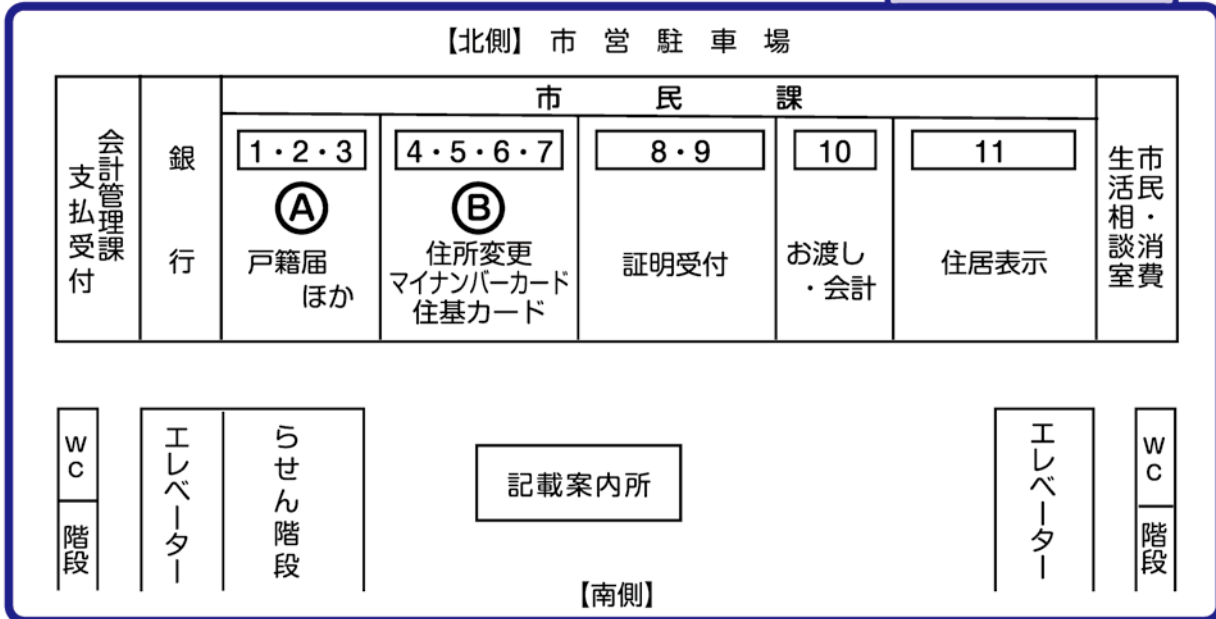 【北側】 市 営 駐 車 場
市 民 課
会計管理課
支払受付
銀 行
1・2・3
Ⓐ
戸籍届
ほか
4・5・6・7
Ⓑ
住所変更
マイナンバーカード
住基カード
8・9
証明受付
10
お渡し
・会計
11
住居表示
市民・消費
生活相談室
WC
階段
エレベーター
らせん階段
記載案内所
エレベーター
WC
階段
【南側】